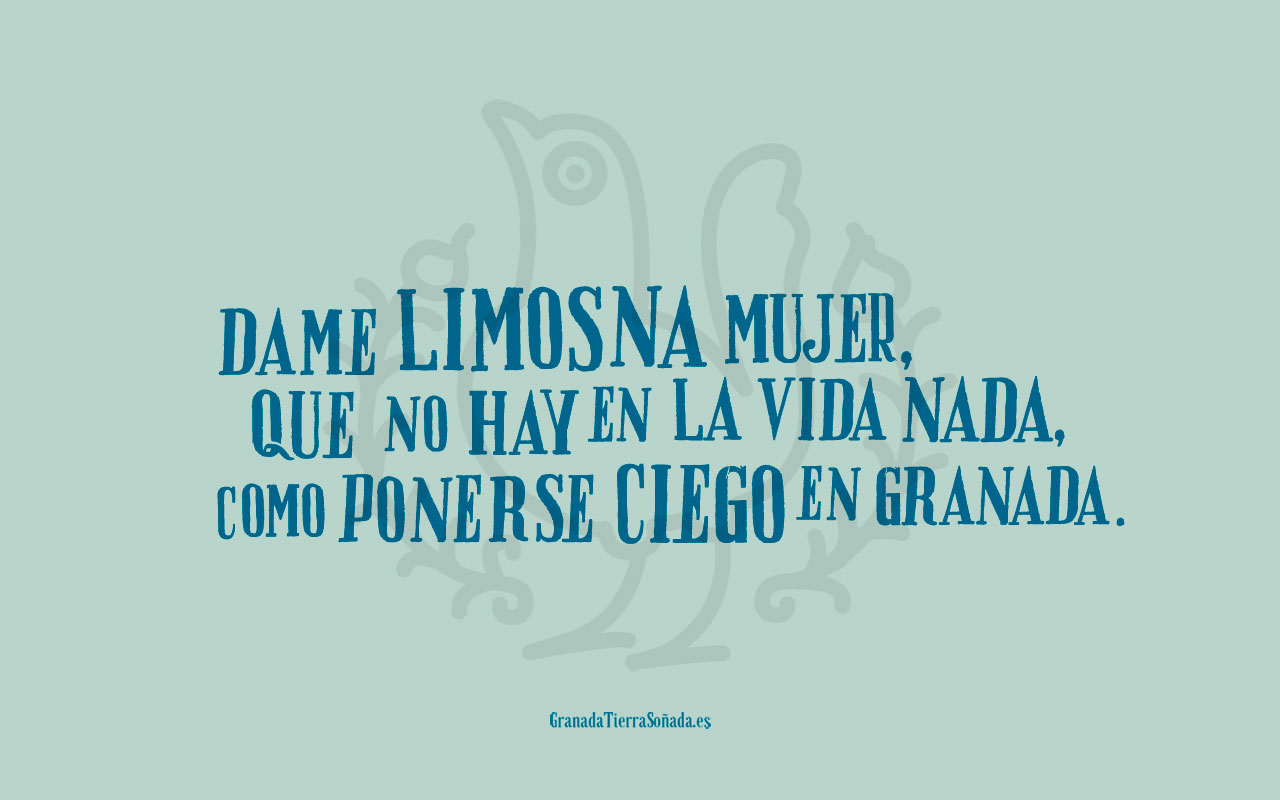 DAME LIMOSNA MUJER,
QUE NO HAY EN LA VIDA NADA,
COMO PONERSE CIEGO EN GRANADA.
GranadaTierraSoñada.es